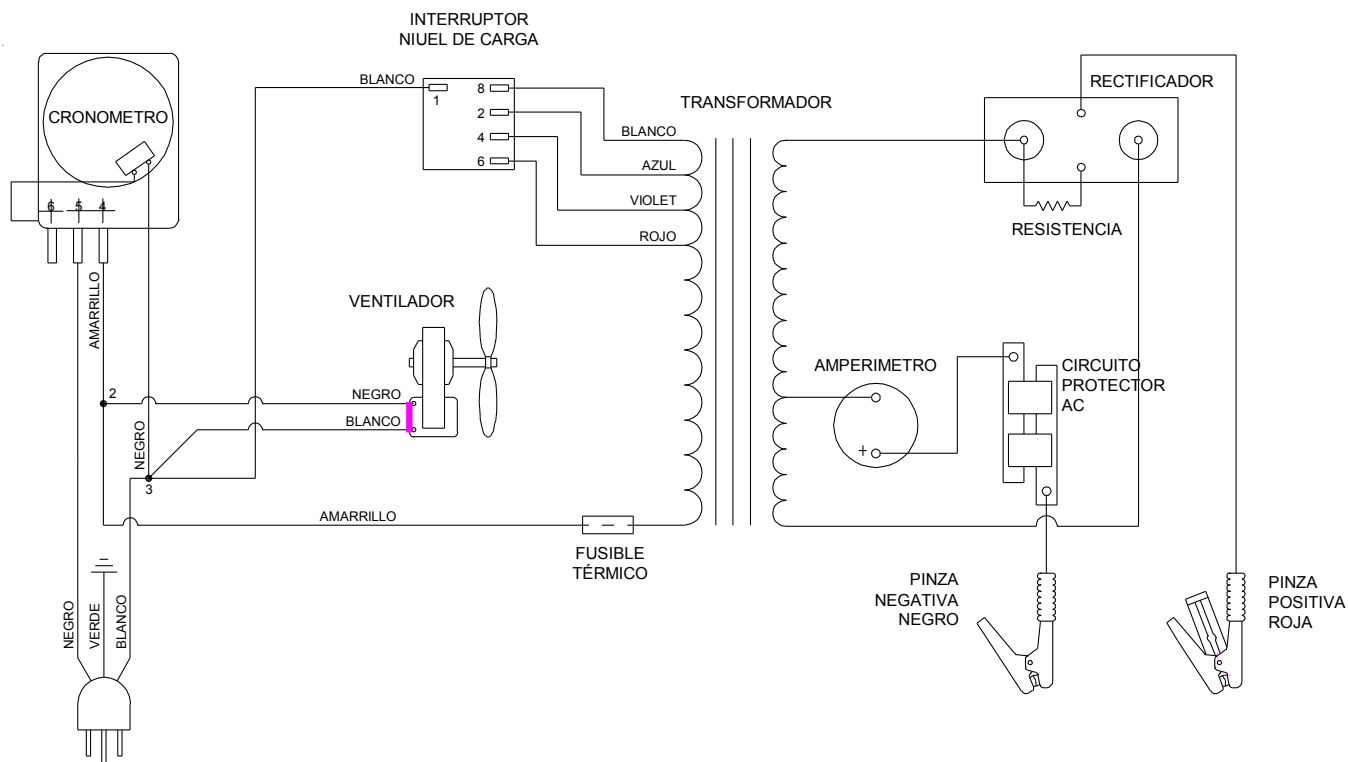 INTERRUPTOR
NIUEL DE CARGA
CRONOMETRO
6 5 4
BLANCO
1
8
2
4
6
TRANSFORMADOR
BLANCO
AZUL
VIOLET
ROJO
RECTIFICADOR
RESISTENCIA
AMARRILLO
VENTILADOR
2
NEGRO
BLANCO
NEGRO
3
AMPERIMETRO
+
CIRCUITO
PROTECTOR
AC
AMARRILLO
FUSIBLE
TÉRMICO
NEGRO
VERDE
BLANCO
PINZA
NEGATIVA
NEGRO
PINZA
POSITIVA
ROJA